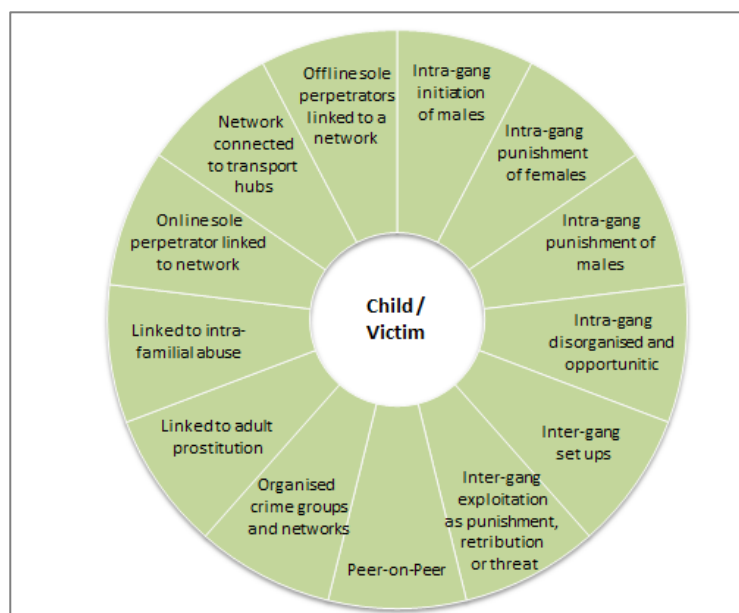 Offline sole
perpetrators
linked to a
network
Intra-gang
initiation
of males
Intra-gang
punishment
of females
Intra-gang
punishment of
males
Intra-gang
disorganised and
opportunitic
Inter-gang
set ups
Inter-gang
exploitation
as punishment,
retribution
or threat
Peer-on-Peer
Organised
crime groups
and networks
Linked to adult
prostitution
Linked to intra-
familial abuse
Online sole
perpetrator linked
to network
Network
connected
to transport
hubs
Child /
Victim